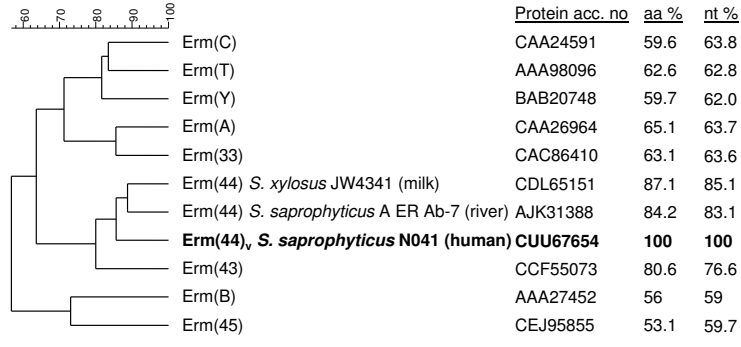 60 70 80 90 100
Protein acc. no aa % nt %
Erm(C) CAA24591 59.6 63.8
Erm(T) AAA98096 62.6 62.8
Erm(Y) BAB20748 59.7 62.0
Erm(A) CAA26964 65.1 63.7
Erm(33) CAC86410 63.1 63.6
Erm(44) S. xylosus JW4341 (milk) CDL65151 87.1 85.1
Erm(44) S. saprophyticus A ER Ab-7 (river) AJK31388 84.2 83.1
Erm(44)v S. saprophyticus N041 (human) CUU67654 100 100
Erm(43) CCF55073 80.6 76.6
Erm(B) AAA27452 56 59
Erm(45) CEJ95855 53.1 59.7